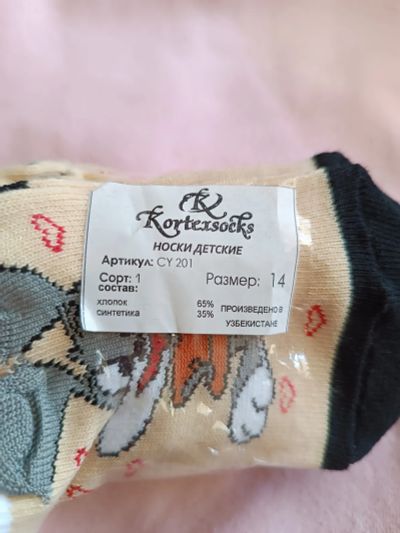 Kortexsocks
НОСКИ ДЕТСКИЕ
Артикул: CY 201
Сорт: 1
Размер: 14
состав:
хлопок 65% ПРОИЗВЕДЕНО В
синтетика 35% УЗБЕКИСТАНЕ